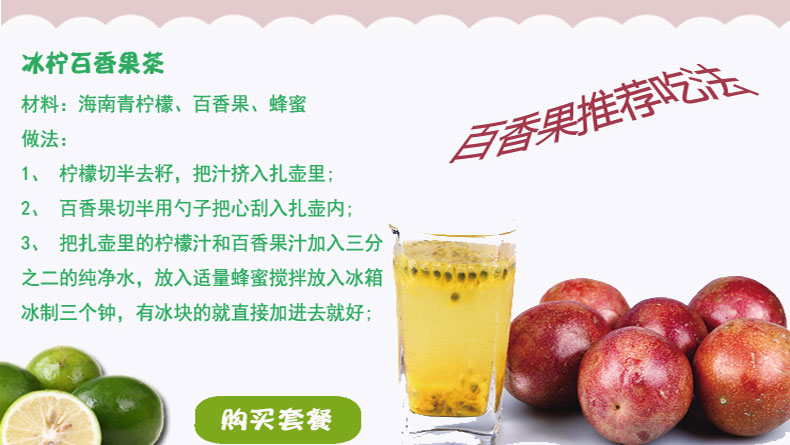 冰柠百香果茶
百香果推荐吃法
材料：海南青柠檬、百香果、蜂蜜
做法：
1、 柠檬切半去籽，把汁挤入扎壶里;
2、 百香果切半用勺子把心刮入扎壶内;
3、 把扎壶里的柠檬汁和百香果汁加入三分
之二的纯净水，放入适量蜂蜜搅拌放入冰箱
冰制三个钟，有冰块的就直接加进去就好;
购买套餐